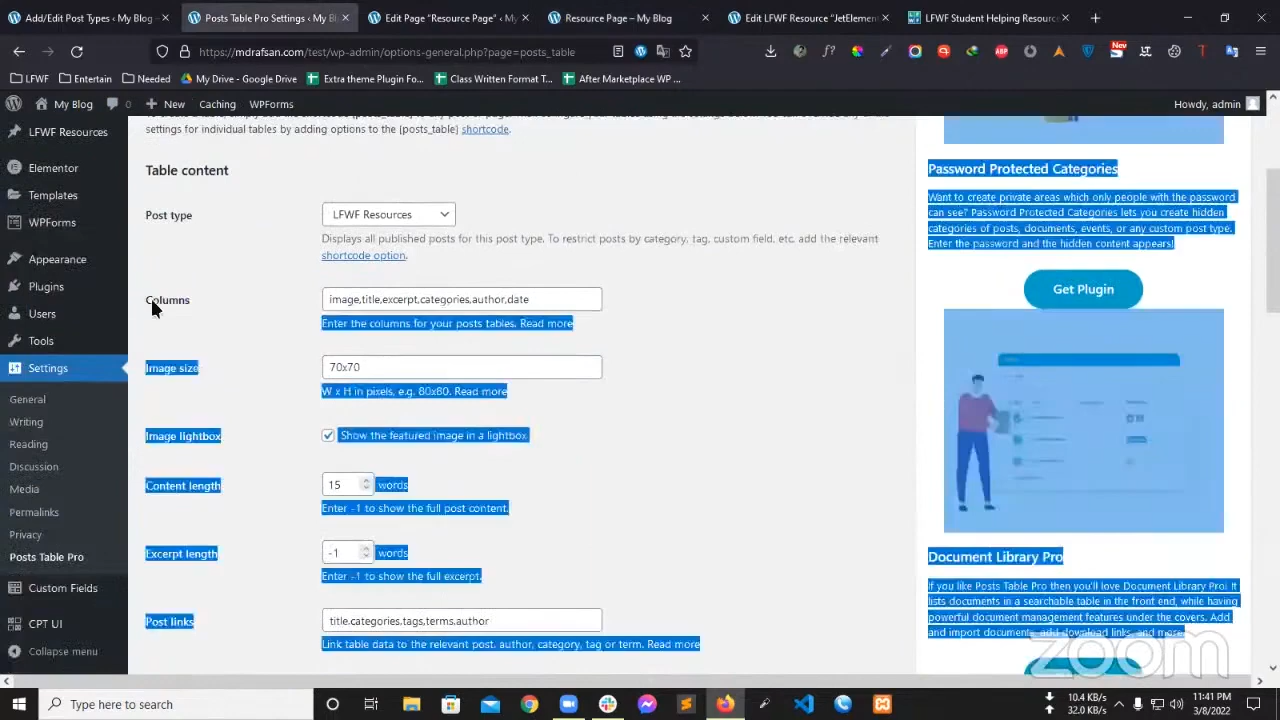 Add/Edit Post Types ‹ My Blog –
Posts Table Pro Settings ‹ My Bl
Edit Page “Resource Page” ‹ My
Resource Page – My Blog
Edit LFWF Resource “JetElement
LFWF Student Helping Resourc
https://mdrafsan.com/test/wp-admin/options-general.php?page=posts_table
New
LFWF
Entertain
Needed
My Drive - Google Drive
Extra theme Plugin Fo...
Class Written Format T...
After Marketplace WP ...
My Blog
0
New
Caching
WPForms
Howdy, admin
LFWF Resources
Elementor
Templates
WPForms
Appearance
Plugins
Users
Tools
Settings
General
Writing
Reading
Discussion
Media
Permalinks
Privacy
Posts Table Pro
Custom Fields
CPT UI
Collapse menu
settings for individual tables by adding options to the [posts_table] shortcode.
Table content
Post type
LFWF Resources
Displays all published posts for this post type. To restrict posts by category, tag, custom field, etc. add the relevant
shortcode option.
Columns
image,title,excerpt,categories,author,date
Enter the columns for your posts tables. Read more
Image size
70x70
W x H in pixels, e.g. 80x80. Read more
Image lightbox
Show the featured image in a lightbox
Content length
15
words
Enter -1 to show the full post content.
Excerpt length
-1
words
Enter -1 to show the full excerpt.
Post links
title,categories,tags,terms,author
Link table data to the relevant post, author, category, tag or term. Read more
Password Protected Categories
Want to create private areas which only people with the password
can see? Password Protected Categories lets you create hidden
categories of posts, documents, events, or any custom post type.
Enter the password and the hidden content appears!
Get Plugin
Document Library Pro
If you like Posts Table Pro then you'll love Document Library Pro! It
lists documents in a searchable table in the front end, while having
powerful document management features under the covers. Add
and import documents, add download links, and more.
zoom
Type here to search
10.4 KB/s
32.0 KB/s
11:41 PM
3/8/2022